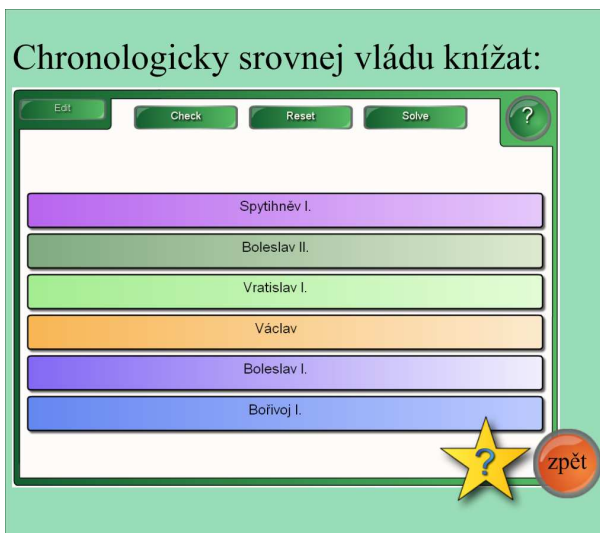 Chronologicky srovnej vládu knížat:
Edit
Check
Reset
Solve
?
Spytihněv I.
Boleslav II.
Vratislav I.
Václav
Boleslav I.
Bořivoj I.
?
zpět